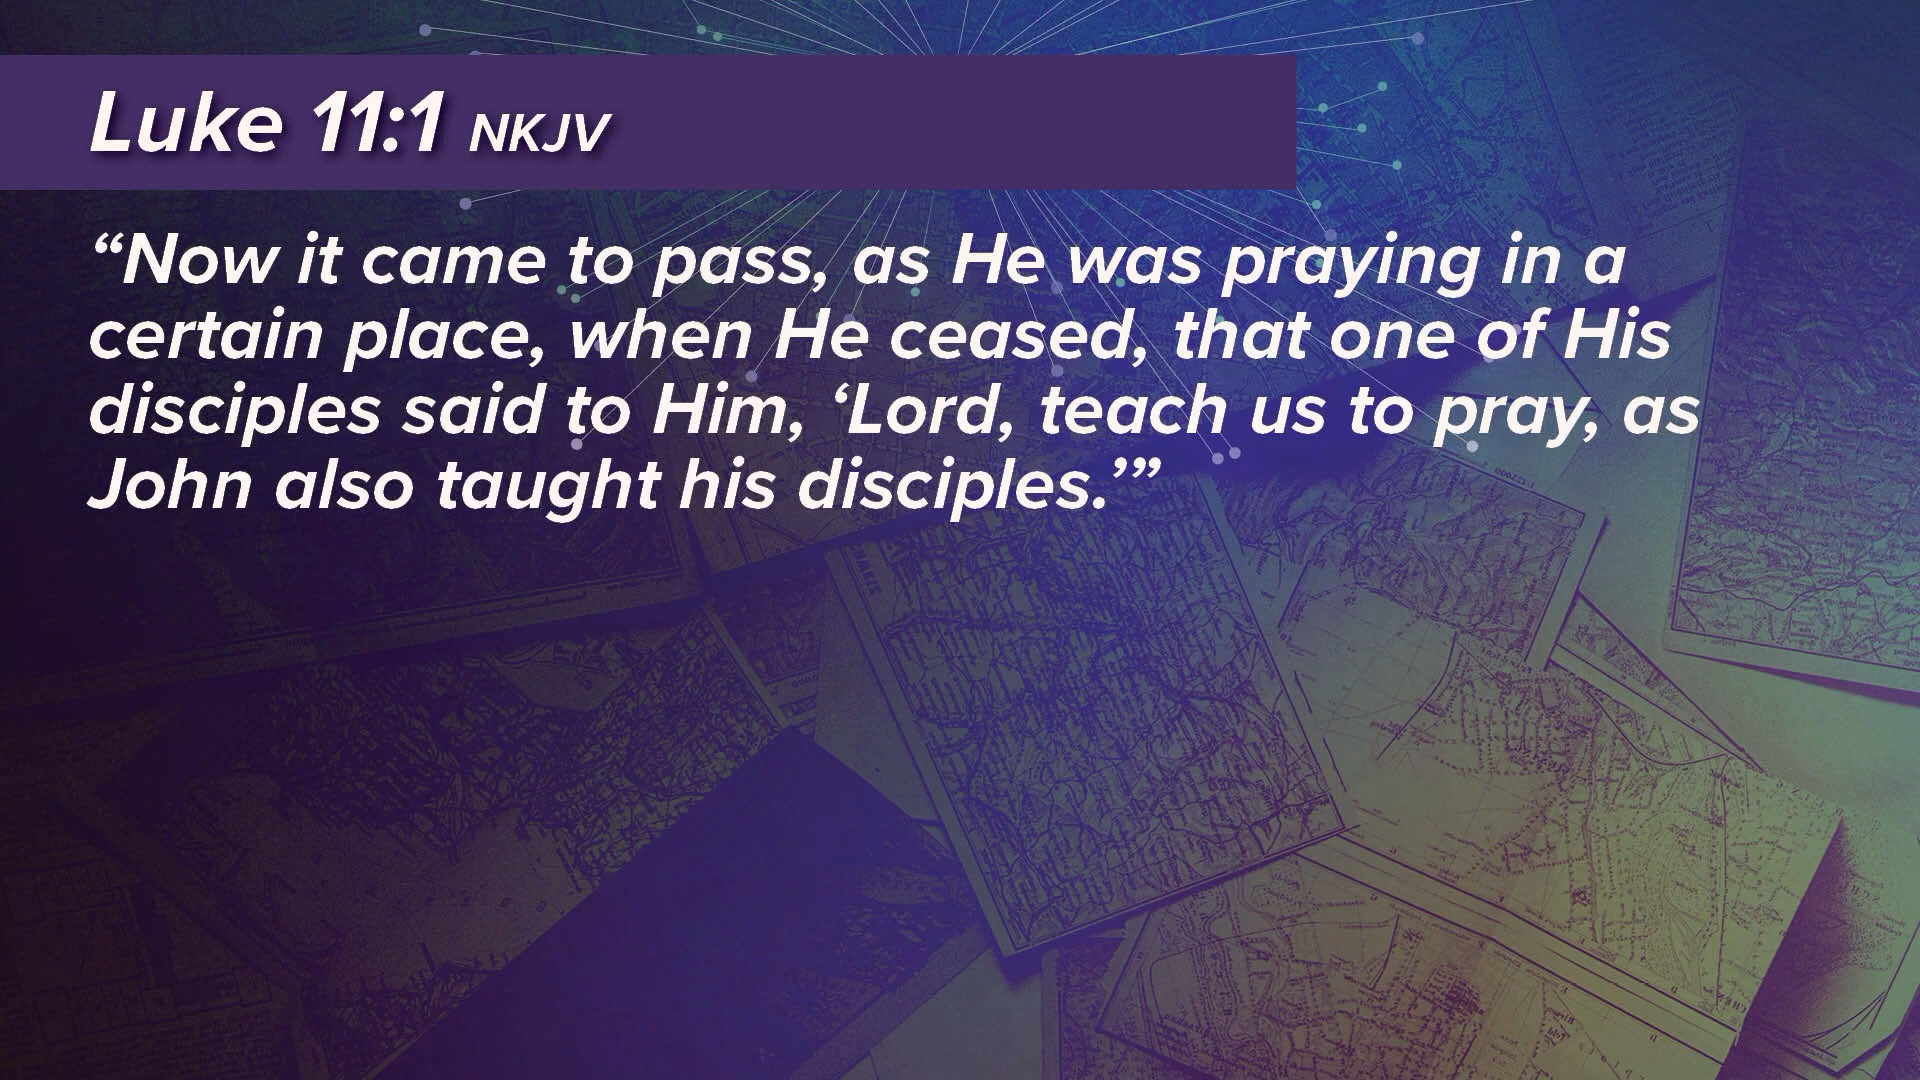 Luke 11:1 NKJV
“Now it came to pass, as He was praying in a
certain place, when He ceased, that one of His
disciples said to Him, ‘Lord, teach us to pray, as
John also taught his disciples.’”